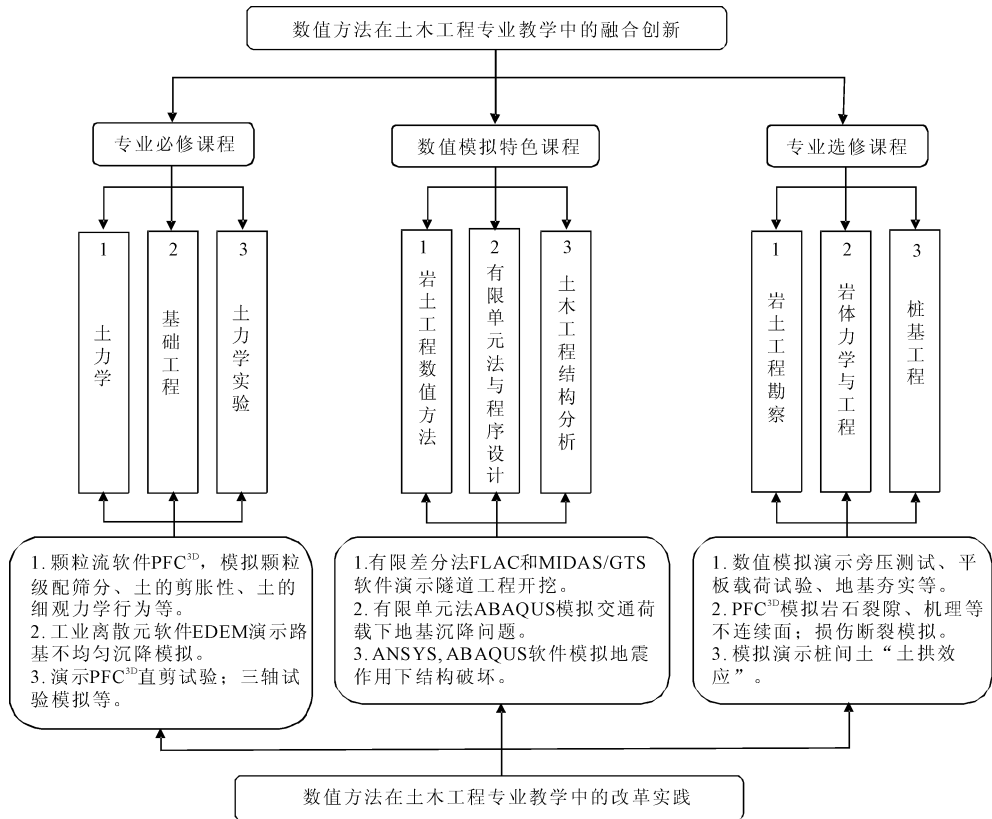 数值方法在土木工程专业教学中的融合创新
专业必修课程
数值模拟特色课程
专业选修课程
1 土力学
2 基础工程
3 土力学实验
1 岩土工程数值方法
2 有限单元法与程序设计
3 土木工程结构分析
1 岩土工程勘察
2 岩体力学与工程
3 桩基工程
1. 颗粒流软件PFC3D，模拟颗粒
级配筛分、土的剪胀性、土的
细观力学行为等。
2. 工业离散元软件EDEM演示路
基不均匀沉降模拟。
3. 演示PFC3D直剪试验；三轴试
验模拟等。
1.有限差分法FLAC和MIDAS/GTS
软件演示隧道工程开挖。
2. 有限单元法ABAQUS模拟交通荷
载下地基沉降问题。
3. ANSYS, ABAQUS软件模拟地震
作用下结构破坏。
1. 数值模拟演示旁压测试、平
板载荷试验、地基夯实等。
2. PFC3D模拟岩石裂隙、机理等
不连续面；损伤断裂模拟。
3. 模拟演示桩间土“土拱效
应”。
数值方法在土木工程专业教学中的改革实践